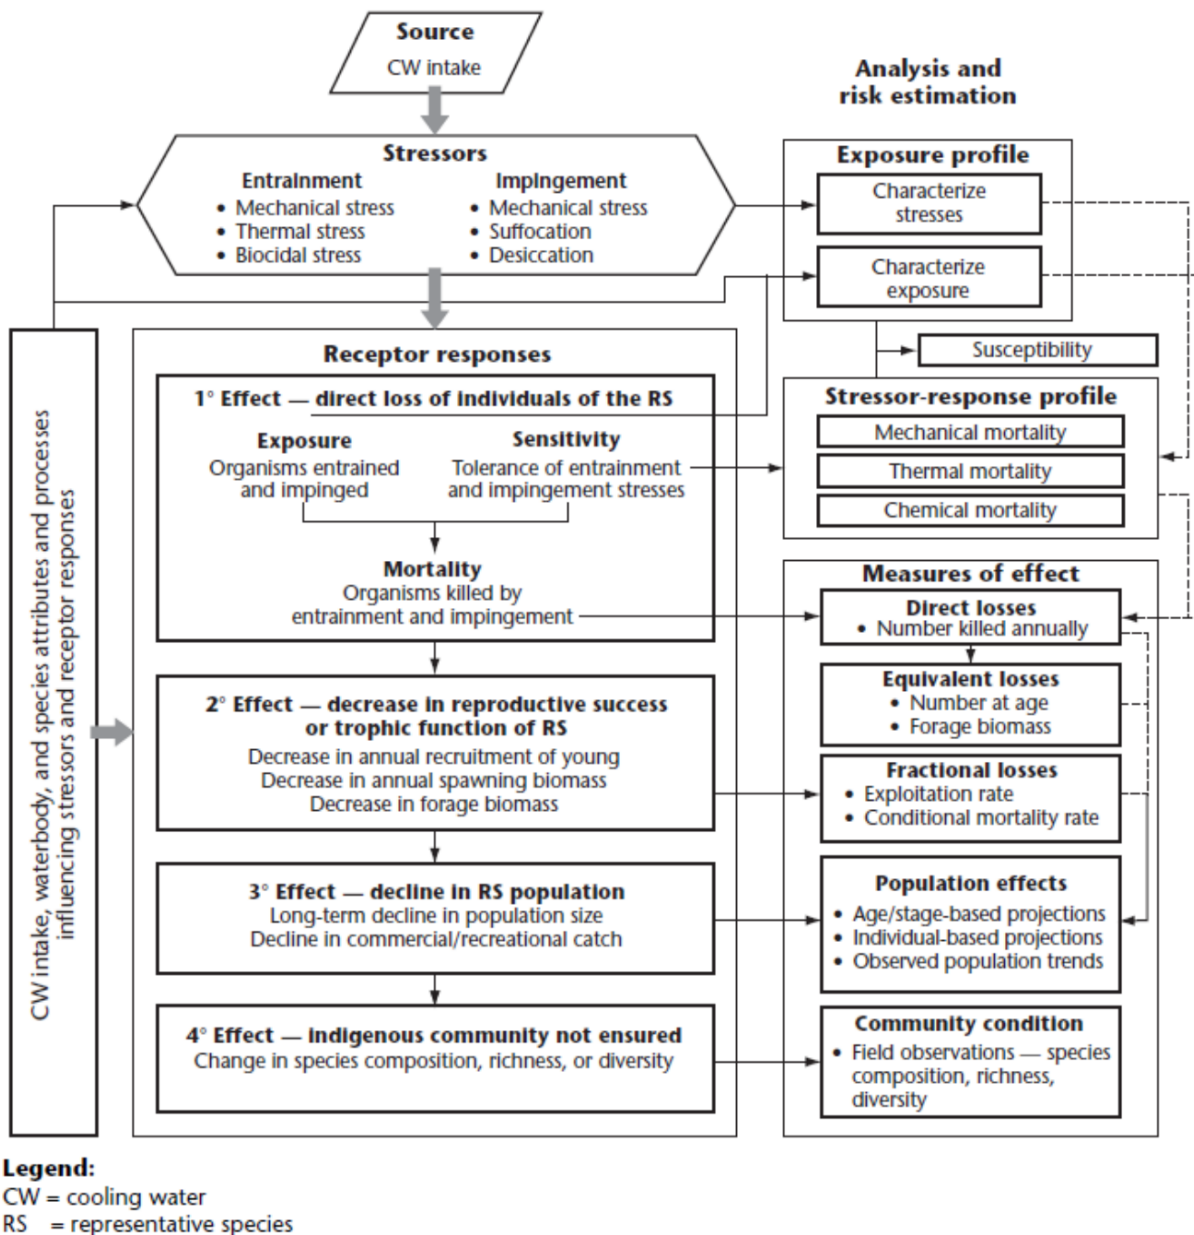 Source
CW intake
Analysis and
risk estimation
Stressors
Entrainment
• Mechanical stress
• Thermal stress
• Biocidal stress
Impingement
• Mechanical stress
• Suffocation
• Desiccation
Exposure profile
Characterize
stresses
Characterize
exposure
Susceptibility
CW intake, waterbody, and species attributes and processes
influencing stressors and receptor responses
Receptor responses
1° Effect — direct loss of individuals of the RS
Exposure
Organisms entrained
and impinged
Sensitivity
Tolerance of entrainment
and impingement stresses
Mortality
Organisms killed by
entrainment and impingement
2° Effect — decrease in reproductive success
or trophic function of RS
Decrease in annual recruitment of young
Decrease in annual spawning biomass
Decrease in forage biomass
3° Effect — decline in RS population
Long-term decline in population size
Decline in commercial/recreational catch
4° Effect — indigenous community not ensured
Change in species composition, richness, or diversity
Stressor-response profile
Mechanical mortality
Thermal mortality
Chemical mortality
Measures of effect
Direct losses
• Number killed annually
Equivalent losses
• Number at age
• Forage biomass
Fractional losses
• Exploitation rate
• Conditional mortality rate
Population effects
• Age/stage-based projections
• Individual-based projections
• Observed population trends
Community condition
• Field observations — species
composition, richness,
diversity
Legend:
CW = cooling water
RS = representative species